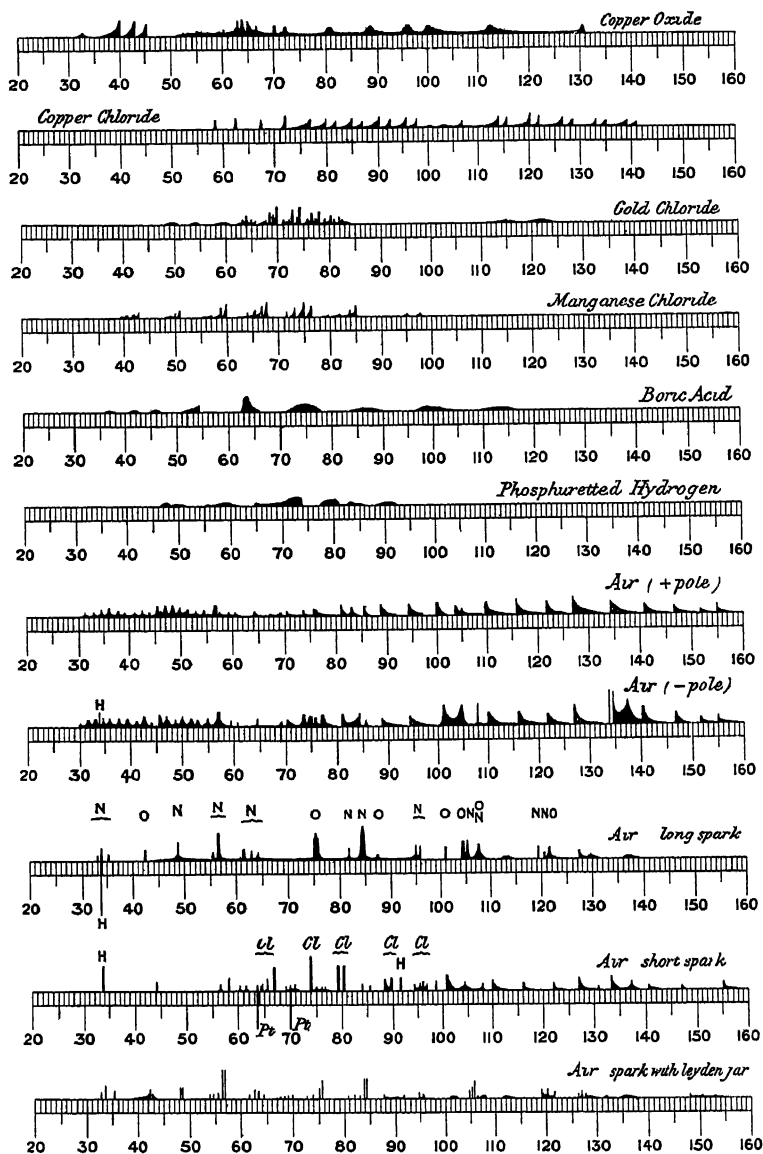 Copper Oxide
20 30 40 50 60 70 80 90 100 110 120 130 140 150 160
Copper Chloride
20 30 40 50 60 70 80 90 100 110 120 130 140 150 160
Gold Chloride
20 30 40 50 60 70 80 90 100 110 120 130 140 150 160
Manganese Chloride
20 30 40 50 60 70 80 90 100 110 120 130 140 150 160
Boric Acid
20 30 40 50 60 70 80 90 100 110 120 130 140 150 160
Phosphuretted Hydrogen
20 30 40 50 60 70 80 90 100 110 120 130 140 150 160
Air (+pole)
20 30 40 50 60 70 80 90 100 110 120 130 140 150 160
Air (-pole)
H
20 30 40 50 60 70 80 90 100 110 120 130 140 150 160
N O N N N O N N O N O ON O N NNO
Air long spark
20 30 40 50 60 70 80 90 100 110 120 130 140 150 160
H
H Cl Cl Cl Cl H Cl
Air short spark
Pt Pt
20 30 40 50 60 70 80 90 100 110 120 130 140 150 160
Air spark with leyden jar
20 30 40 50 60 70 80 90 100 110 120 130 140 150 160